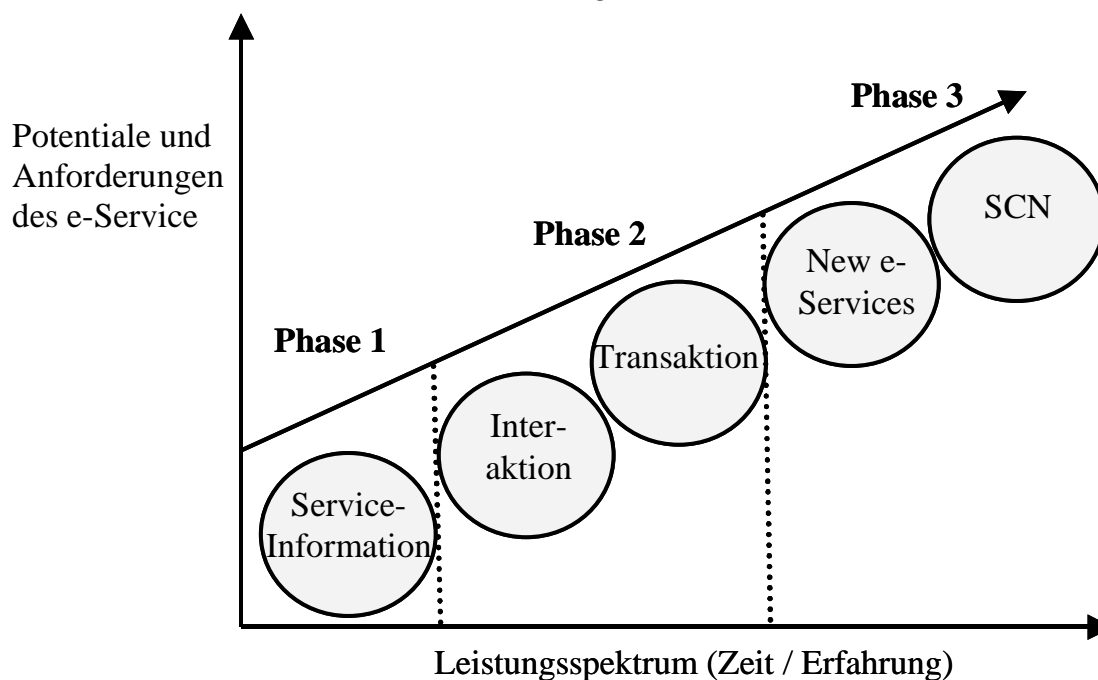 Phase 3
Potentiale und
Anforderungen
des e-Service
SCN
Phase 2
New e-
Services
Phase 1
Transaktion
Inter-
aktion
Service-
Information
Leistungsspektrum (Zeit / Erfahrung)